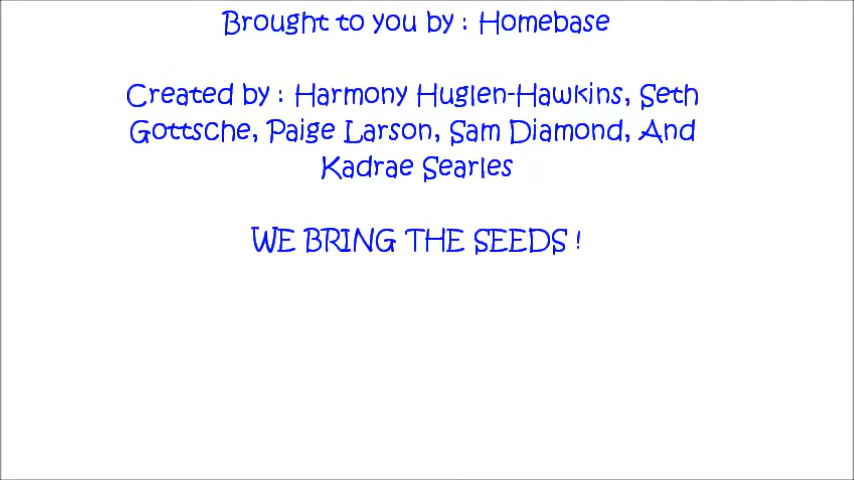 Brought to you by : Homebase
Created by : Harmony Huglen-Hawkins, Seth
Gottsche, Paige Larson, Sam Diamond, And
Kadrae Searles
WE BRING THE SEEDS !